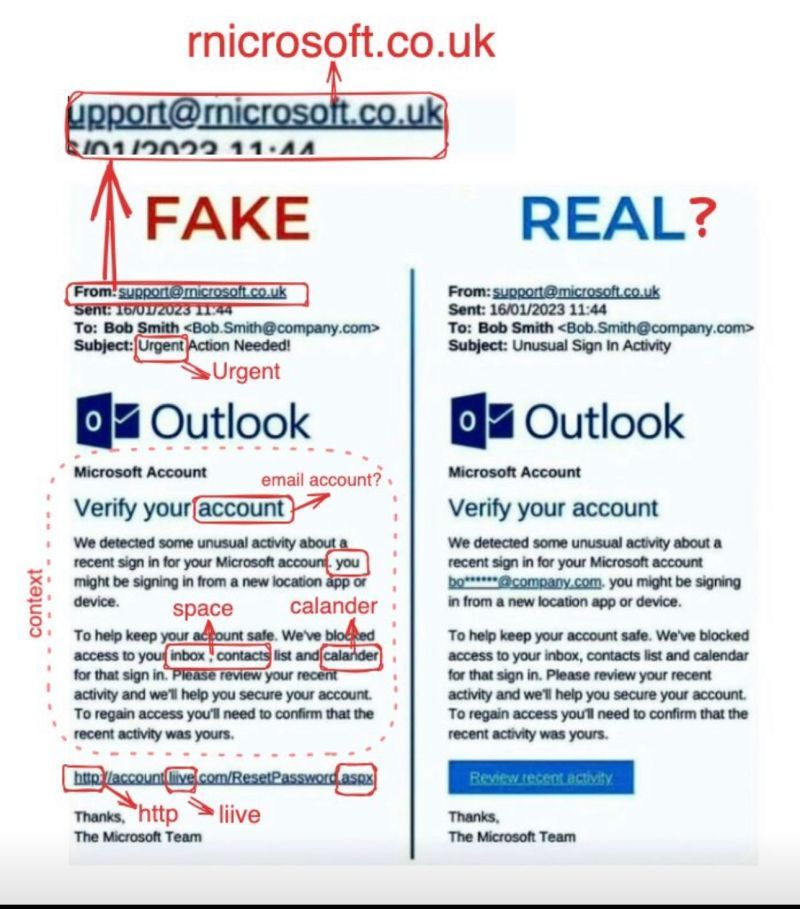 rnicrosoft.co.uk
upport@rnicrosoft.co.uk
/01/2023 11:44
FAKE
From: support@rnicrosoft.co.uk
Sent: 16/01/2023 11:44
To: Bob Smith <Bob.Smith@company.com>
Subject: Urgent Action Needed!
Urgent
Outlook
Microsoft Account
email account?
Verify your account
We detected some unusual activity about a
recent sign in for your Microsoft account. you
might be signing in from a new location app or
device.
space
calander
context
To help keep your account safe. We've blocked
access to your inbox , contacts list and calander
for that sign in. Please review your recent
activity and we'll help you secure your account.
To regain access you'll need to confirm that the
recent activity was yours.
http://account.liive.com/ResetPassword.aspx
http
liive
Thanks,
The Microsoft Team
REAL?
From: support@microsoft.co.uk
Sent: 16/01/2023 11:44
To: Bob Smith <Bob.Smith@company.com>
Subject: Unusual Sign In Activity
Outlook
Microsoft Account
Verify your account
We detected some unusual activity about a
recent sign in for your Microsoft account
bo******@company.com. you might be signing
in from a new location app or device.
To help keep your account safe. We've blocked
access to your inbox, contacts list and calendar
for that sign in. Please review your recent
activity and we'll help you secure your account.
To regain access you'll need to confirm that the
recent activity was yours.
Review recent activity
Thanks,
The Microsoft Team